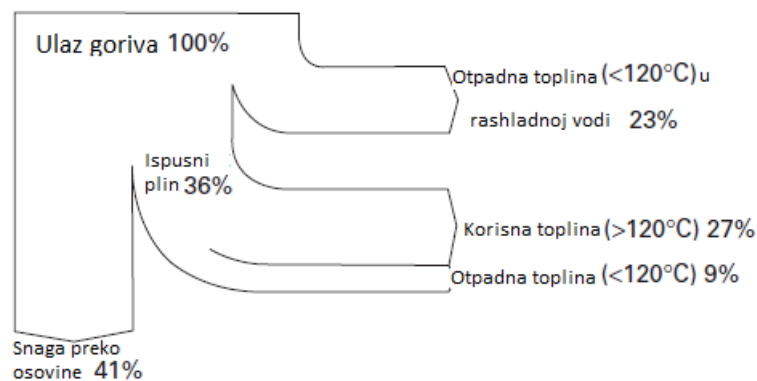 Ulaz goriva 100%
Otpadna toplina (<120°C) u
rashladnoj vodi 23%
Ispusni
plin 36%
Korisna toplina (>120°C) 27%
Otpadna toplina (<120°C) 9%
Snaga preko
osovine 41%